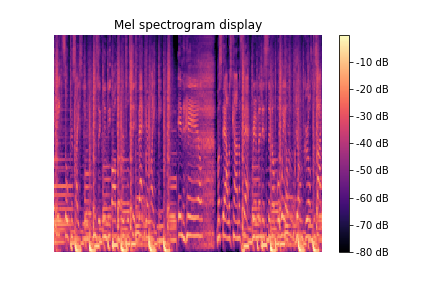 Mel spectrogram display
-10 dB
-20 dB
-30 dB
-40 dB
-50 dB
-60 dB
-70 dB
-80 dB